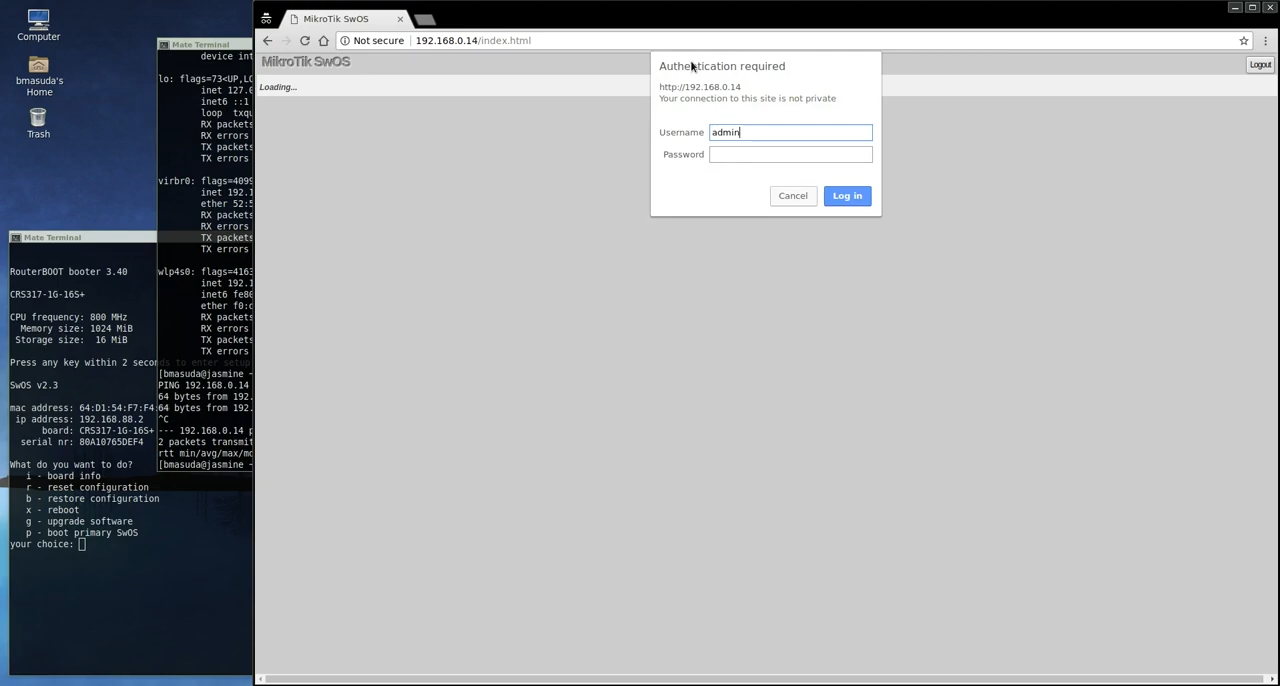 Computer
bmasuda's
Home
Trash
Mate Terminal
device int
lo: flags=73<UP,LO
inet 127.0
inet6 ::1
loop txqu
RX packets
RX errors
TX packets
TX errors
virbr0: flags=4099
inet 192.1
ether 52:5
RX packets
RX errors
TX packets
TX errors
wlp4s0: flags=4163
inet 192.1
inet6 fe80
ether f0:d
RX packets
RX errors
TX packets
TX errors
[bmasuda@jasmine ~
PING 192.168.0.14
64 bytes from 192.
64 bytes from 192.
^C
--- 192.168.0.14 p
2 packets transmit
rtt min/avg/max/md
[bmasuda@jasmine ~
Mate Terminal
RouterBOOT booter 3.40
CRS317-1G-16S+
CPU frequency: 800 MHz
Memory size: 1024 MiB
Storage size: 16 MiB
Press any key within 2 seconds to enter setup
SwOS v2.3
mac address: 64:D1:54:F7:F4:
ip address: 192.168.88.2
board: CRS317-1G-16S+
serial nr: 80A10765DEF4
What do you want to do?
i - board info
r - reset configuration
b - restore configuration
x - reboot
g - upgrade software
p - boot primary SwOS
your choice:
MikroTik SwOS
Not secure 192.168.0.14/index.html
MikroTik SwOS
Logout
Loading...
Authentication required
http://192.168.0.14
Your connection to this site is not private
Username admin
Password
Cancel Log in